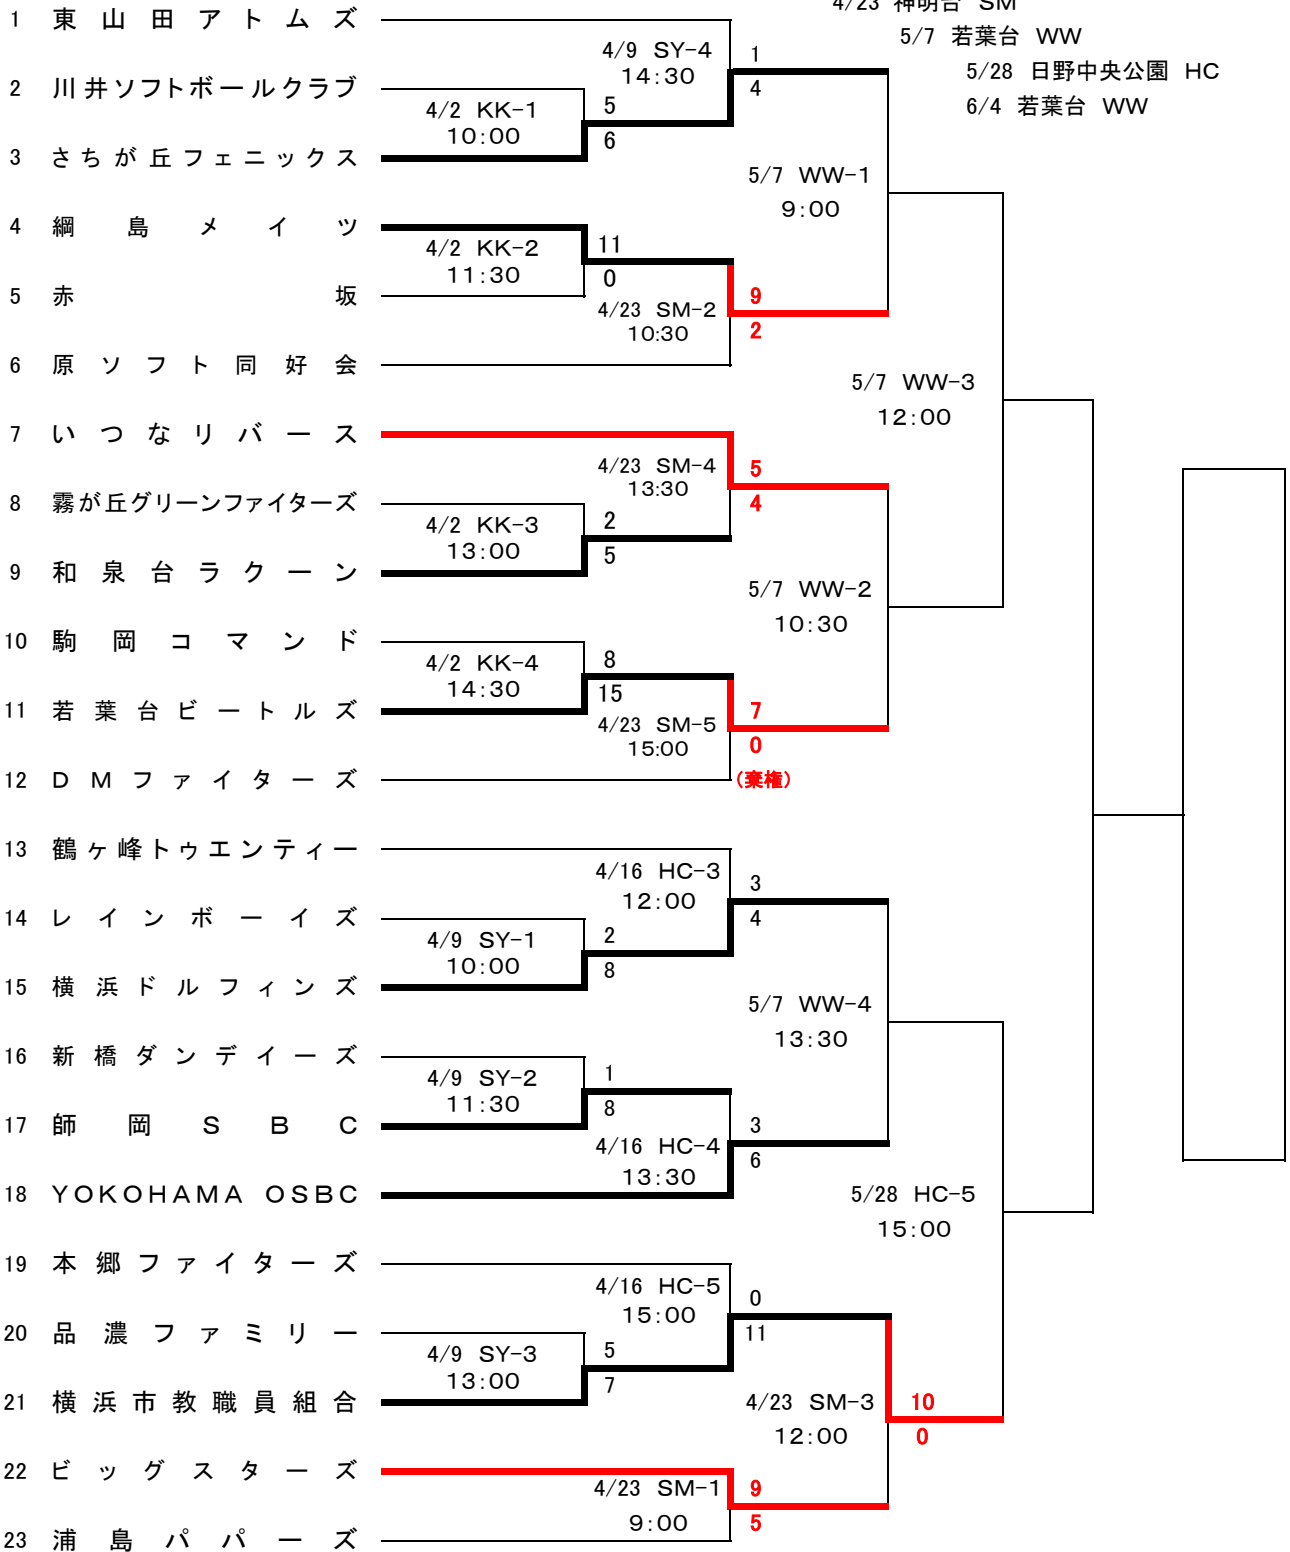 4/23 神明台 SM
5/7 若葉台 WW
5/28 日野中央公園 HC
6/4 若葉台 WW
1 東山田アトムズ
4/9 SY-4
14:30
1
4
2 川井ソフトボールクラブ
4/2 KK-1
10:00
5
6
3 さちが丘フェニックス
5/7 WW-1
9:00
4 綱島メイツ
4/2 KK-2
11:30
11
0
5 赤坂
4/23 SM-2
10:30
9
2
6 原ソフト同好会
5/7 WW-3
12:00
7 いつなリバース
4/23 SM-4
13:30
5
4
8 霧が丘グリーンファイターズ
4/2 KK-3
13:00
2
5
9 和泉台ラクーン
5/7 WW-2
10:30
10 駒岡コマンド
4/2 KK-4
14:30
8
15
11 若葉台ビートルズ
4/23 SM-5
15:00
7
0
(棄権)
12 DMファイターズ
13 鶴ヶ峰トゥエンティー
4/16 HC-3
12:00
3
4
14 レインボーイズ
4/9 SY-1
10:00
2
8
15 横浜ドルフィンズ
5/7 WW-4
13:30
16 新橋ダンデイーズ
4/9 SY-2
11:30
1
8
17 師岡SBC
4/16 HC-4
13:30
3
6
18 YOKOHAMA OSBC
5/28 HC-5
15:00
19 本郷ファイターズ
4/16 HC-5
15:00
0
11
20 品濃ファミリー
4/9 SY-3
13:00
5
7
21 横浜市教職員組合
4/23 SM-3
12:00
10
0
22 ビッグスターズ
4/23 SM-1
9:00
9
5
23 浦島パパーズ